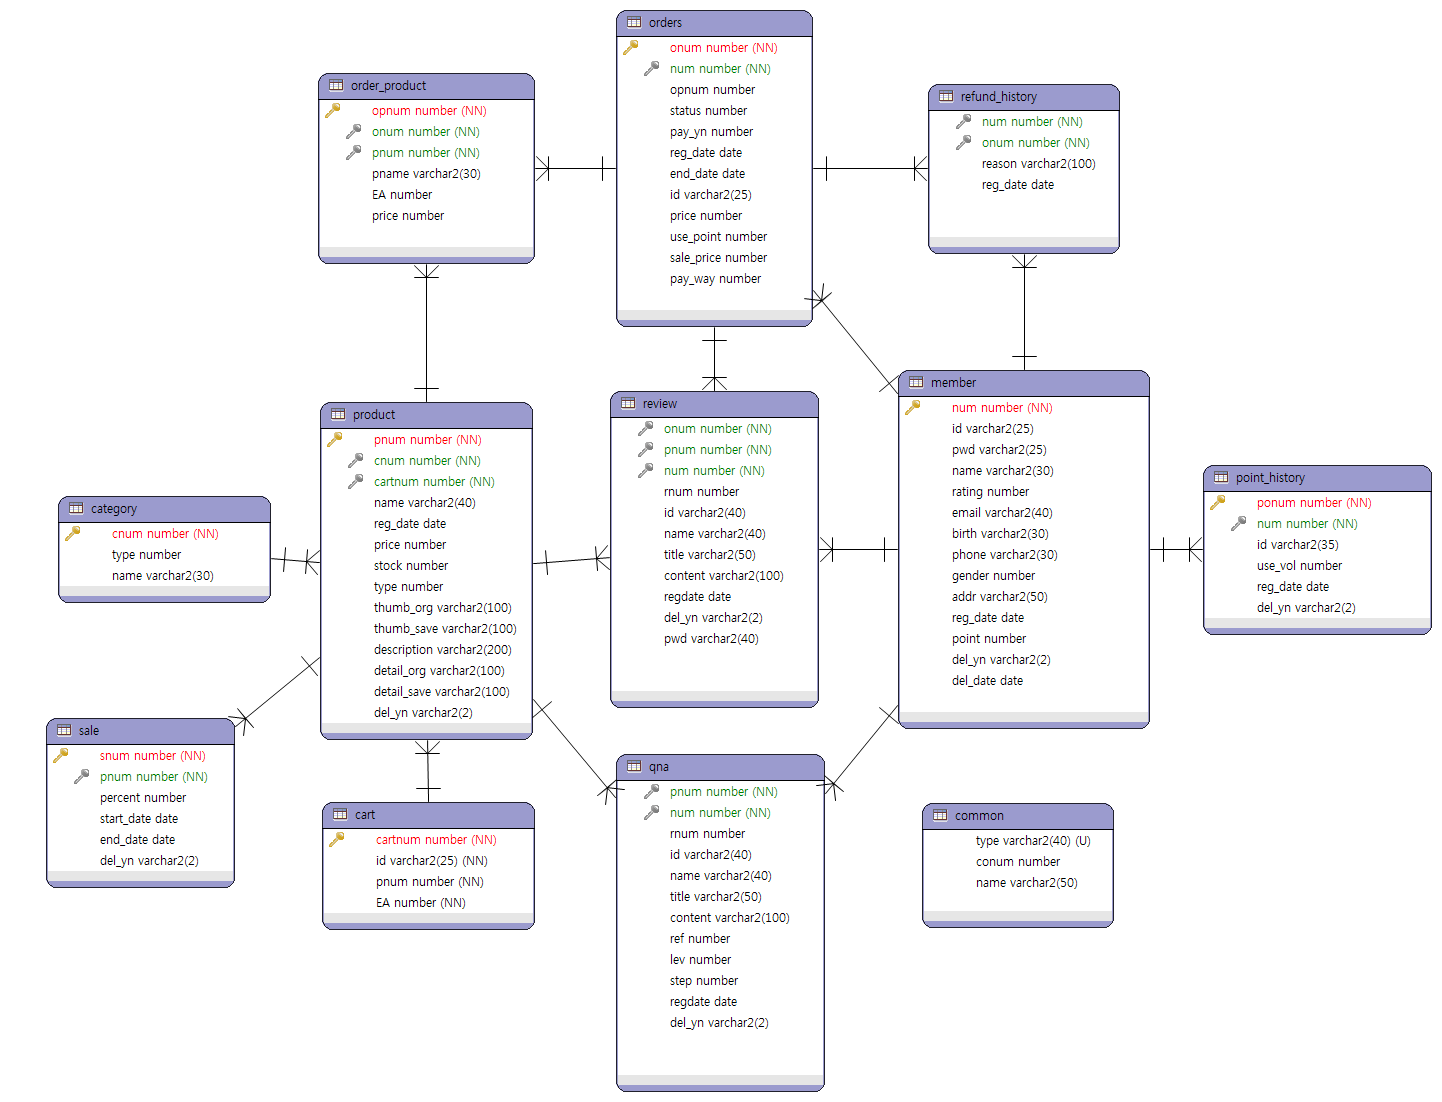 orders
onum number (NN)
num number (NN)
opnum number
status number
pay_yn number
reg_date date
end_date date
id varchar2(25)
price number
use_point number
sale_price number
pay_way number
order_product
opnum number (NN)
onum number (NN)
pnum number (NN)
pname varchar2(30)
EA number
price number
refund_history
num number (NN)
onum number (NN)
reason varchar2(100)
reg_date date
product
pnum number (NN)
cnum number (NN)
cartnum number (NN)
name varchar2(40)
reg_date date
price number
stock number
type number
thumb_org varchar2(100)
thumb_save varchar2(100)
description varchar2(200)
detail_org varchar2(100)
detail_save varchar2(100)
del_yn varchar2(2)
review
onum number (NN)
pnum number (NN)
num number (NN)
rnum number
id varchar2(40)
name varchar2(40)
title varchar2(50)
content varchar2(100)
regdate date
del_yn varchar2(2)
pwd varchar2(40)
member
num number (NN)
id varchar2(25)
pwd varchar2(25)
name varchar2(30)
rating number
email varchar2(40)
birth varchar2(30)
phone varchar2(30)
gender number
addr varchar2(50)
reg_date date
point number
del_yn varchar2(2)
del_date date
point_history
ponum number (NN)
num number (NN)
id varchar2(35)
use_vol number
reg_date date
del_yn varchar2(2)
category
cnum number (NN)
type number
name varchar2(30)
sale
snum number (NN)
pnum number (NN)
percent number
start_date date
end_date date
del_yn varchar2(2)
cart
cartnum number (NN)
id varchar2(25) (NN)
pnum number (NN)
EA number (NN)
qna
pnum number (NN)
num number (NN)
rnum number
id varchar2(40)
name varchar2(40)
title varchar2(50)
content varchar2(100)
ref number
lev number
step number
regdate date
del_yn varchar2(2)
common
type varchar2(40) (U)
conum number
name varchar2(50)